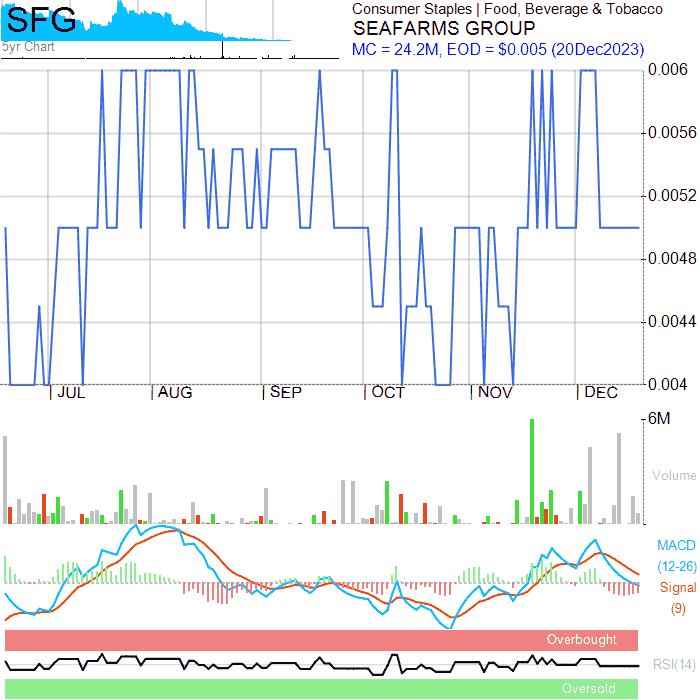 SFG
5yr Chart
Consumer Staples | Food, Beverage & Tobacco
SEAFARMS GROUP
MC = 24.2M, EOD = $0.005 (20Dec2023)
0.006
0.0056
0.0052
0.0048
0.0044
0.004
JUL AUG SEP OCT NOV DEC
6M
Volume
MACD
(12-26)
Signal
(9)
Overbought
RSI(14)
Oversold